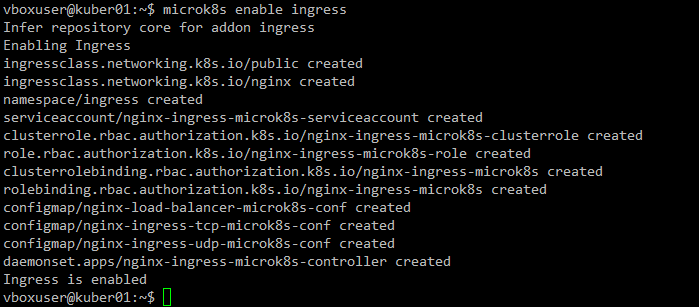 vboxuser@kuber01:~$ microk8s enable ingress
Infer repository core for addon ingress
Enabling Ingress
ingressclass.networking.k8s.io/public created
ingressclass.networking.k8s.io/nginx created
namespace/ingress created
serviceaccount/nginx-ingress-microk8s-serviceaccount created
clusterrole.rbac.authorization.k8s.io/nginx-ingress-microk8s-clusterrole created
role.rbac.authorization.k8s.io/nginx-ingress-microk8s-role created
clusterrolebinding.rbac.authorization.k8s.io/nginx-ingress-microk8s created
rolebinding.rbac.authorization.k8s.io/nginx-ingress-microk8s created
configmap/nginx-load-balancer-microk8s-conf created
configmap/nginx-ingress-tcp-microk8s-conf created
configmap/nginx-ingress-udp-microk8s-conf created
daemonset.apps/nginx-ingress-microk8s-controller created
Ingress is enabled
vboxuser@kuber01:~$